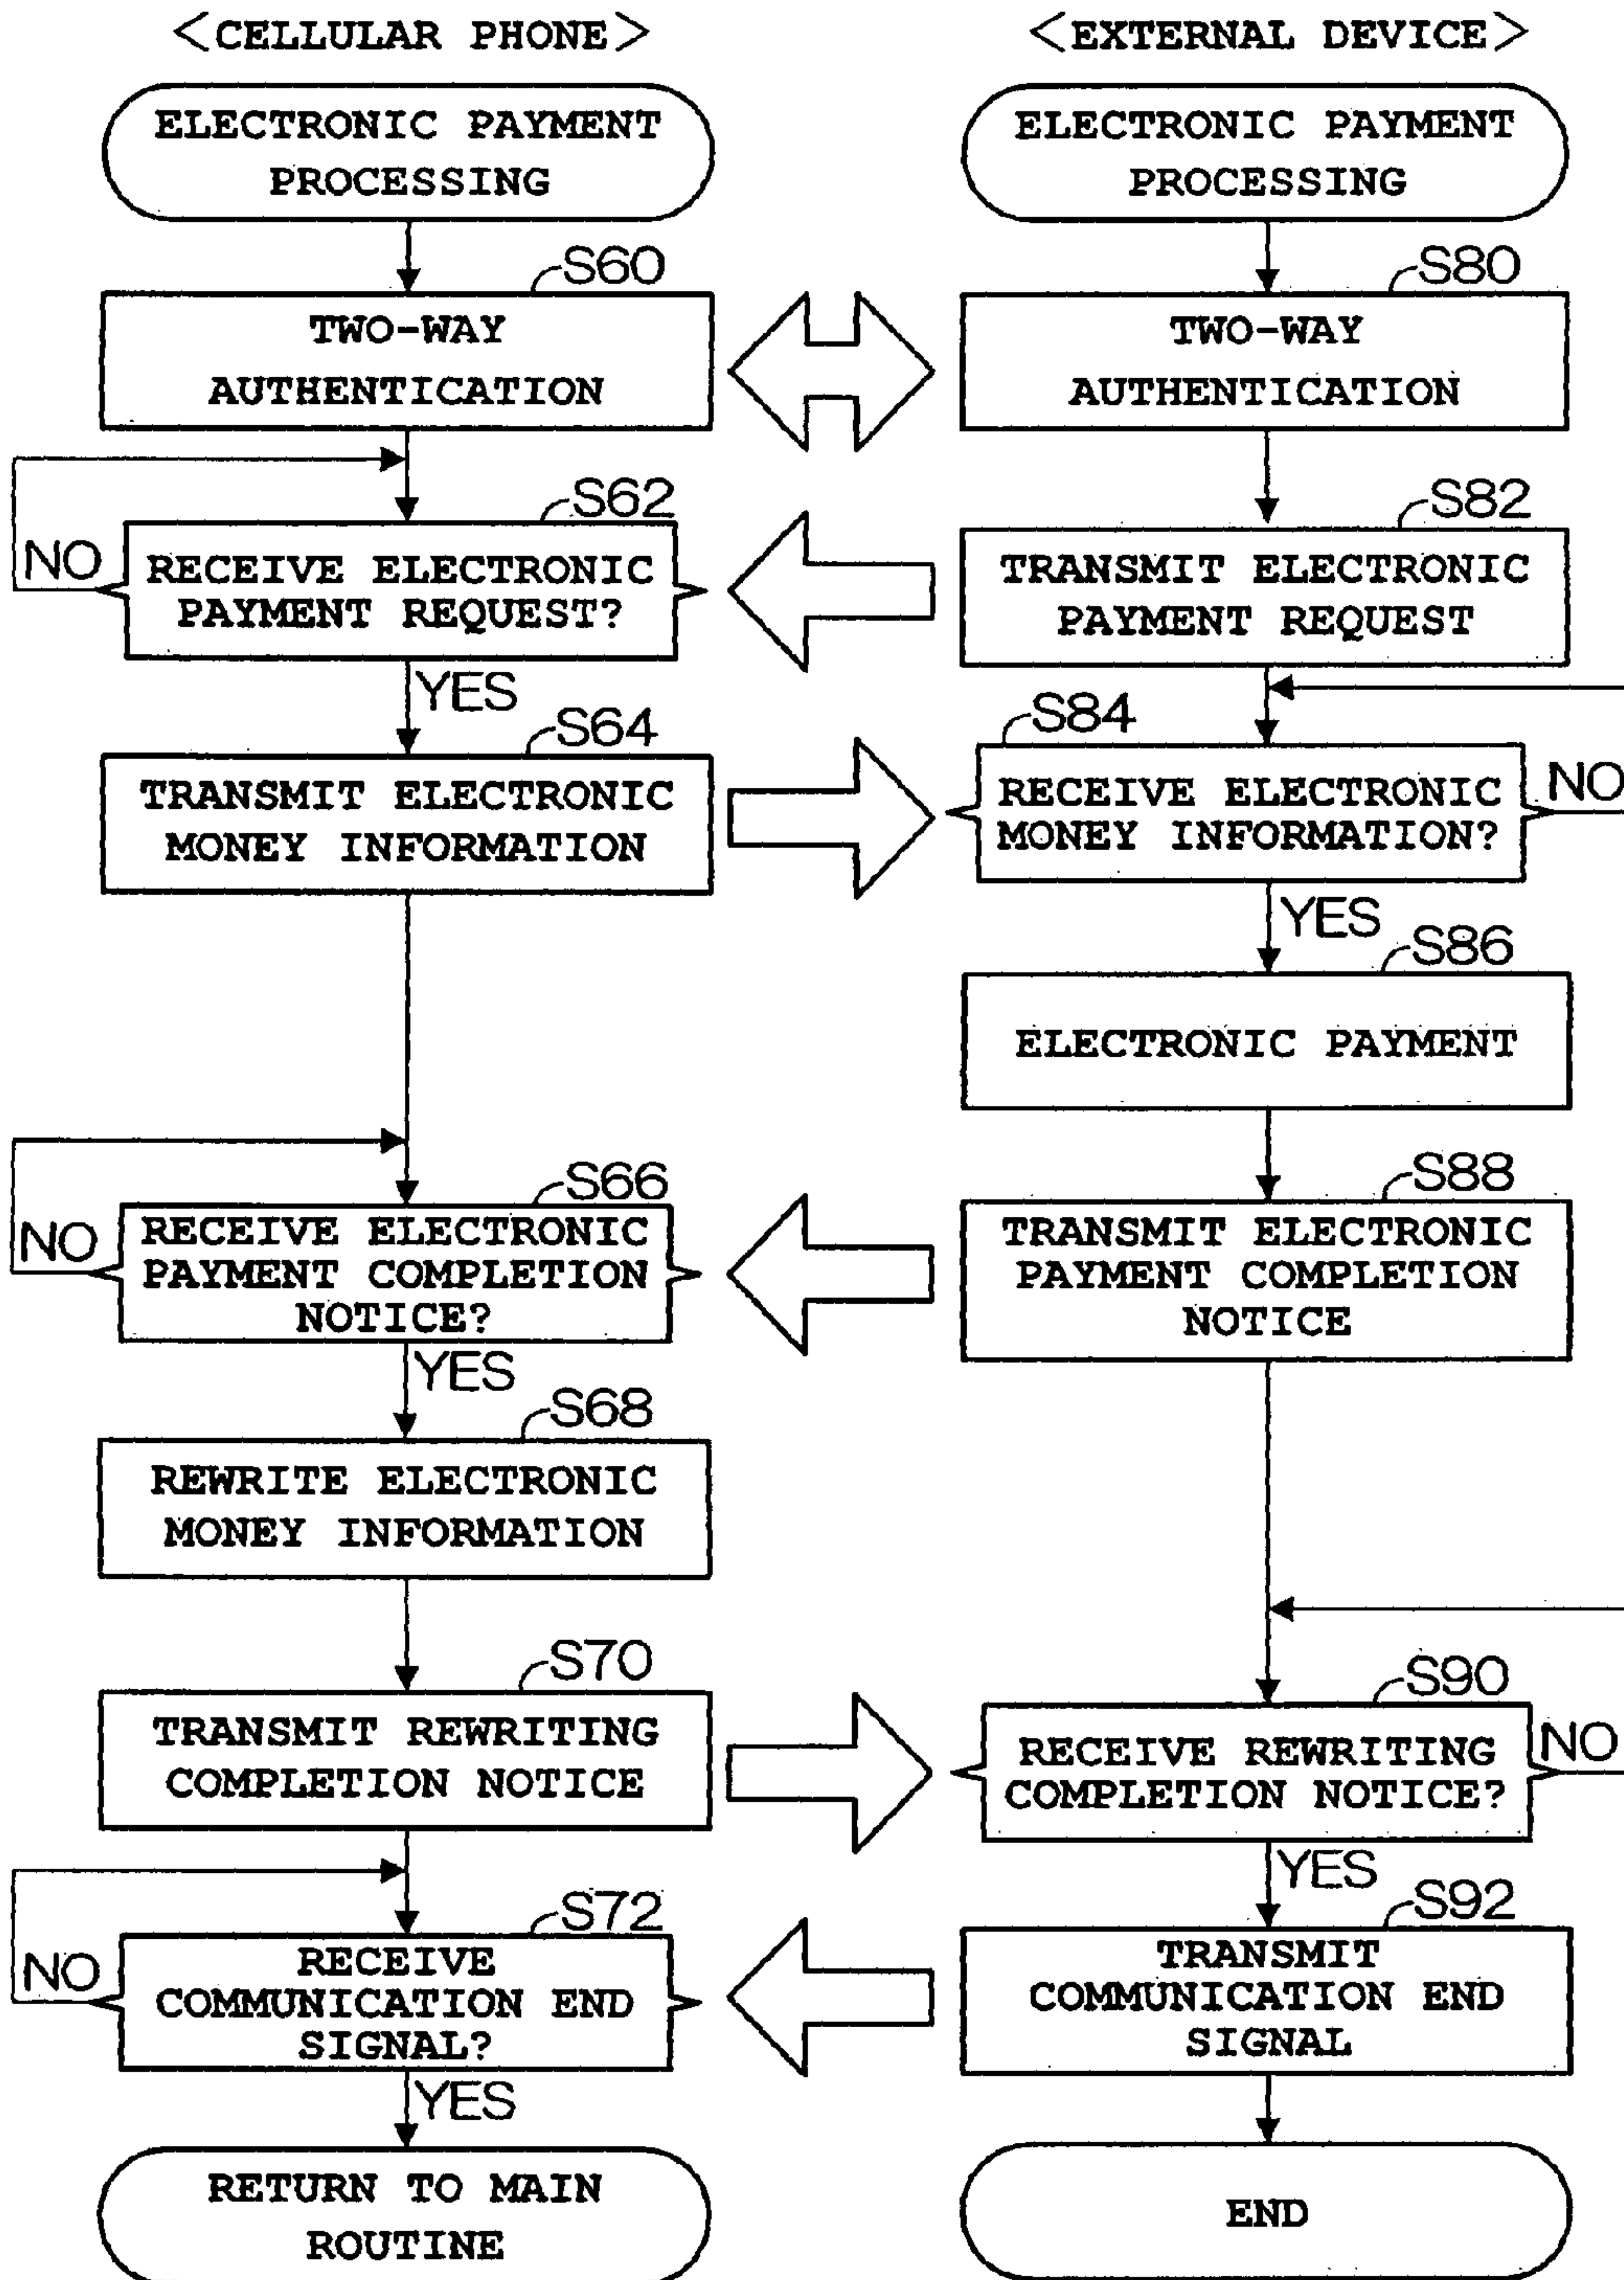 <CELLULAR PHONE>
<EXTERNAL DEVICE>
ELECTRONIC PAYMENT
PROCESSING
ELECTRONIC PAYMENT
PROCESSING
S60
TWO-WAY
AUTHENTICATION
S80
TWO-WAY
AUTHENTICATION
S62
NO
RECEIVE ELECTRONIC
PAYMENT REQUEST?
YES
S82
TRANSMIT ELECTRONIC
PAYMENT REQUEST
S64
TRANSMIT ELECTRONIC
MONEY INFORMATION
S84
RECEIVE ELECTRONIC
MONEY INFORMATION?
NO
YES
S86
ELECTRONIC PAYMENT
S66
NO
RECEIVE ELECTRONIC
PAYMENT COMPLETION
NOTICE?
YES
S88
TRANSMIT ELECTRONIC
PAYMENT COMPLETION
NOTICE
S68
REWRITE ELECTRONIC
MONEY INFORMATION
S70
TRANSMIT REWRITING
COMPLETION NOTICE
S90
RECEIVE REWRITING
COMPLETION NOTICE?
NO
YES
S72
NO
RECEIVE
COMMUNICATION END
SIGNAL?
YES
S92
TRANSMIT
COMMUNICATION END
SIGNAL
RETURN TO MAIN
ROUTINE
END